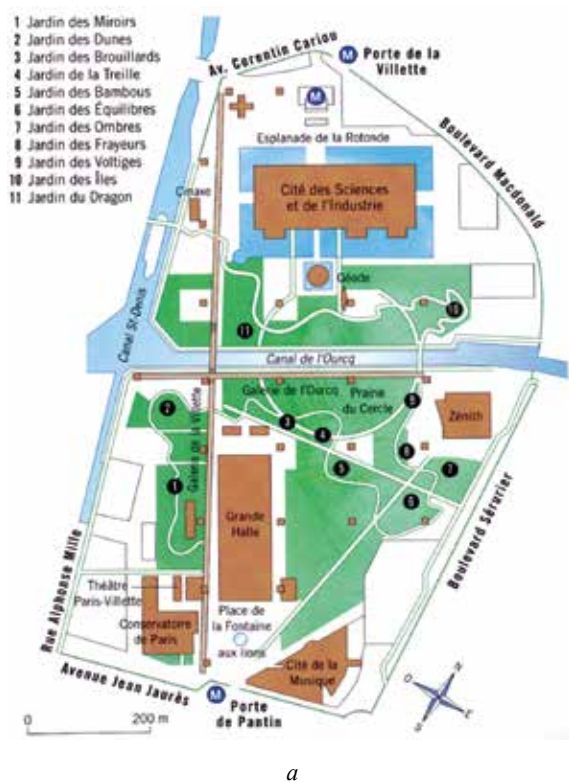 1 Jardin des Miroirs
2 Jardin des Dunes
3 Jardin des Brouillards
4 Jardin de la Treille
5 Jardin des Bambous
6 Jardin des Équilibres
7 Jardin des Ombres
8 Jardin des Frayeurs
9 Jardin des Voltiges
10 Jardin des Îles
11 Jardin du Dragon
Av. Corentin Cariou
M
Porte de la
Villette
M
Esplanade de la Rotonde
Boulevard Macdonald
Cinaxe
Cité des Sciences
et de l'Industrie
Géode
10
11
Canal St-Denis
Canal de l'Ourcq
Galerie de l'Ourcq
Prairie
du Cercle
9
2
3
4
Zénith
Galerie de la Villette
8
5
7
1
6
Grande
Halle
Boulevard Sérurier
Rue Alphonse Mille
Théâtre
Paris-Villette
Place de
la Fontaine
aux lions
Conservatoire
de Paris
Cité de la
Musique
Avenue Jean Jaurès
M
Porte
de Pantin
N
O
E
S
0
200 m
a